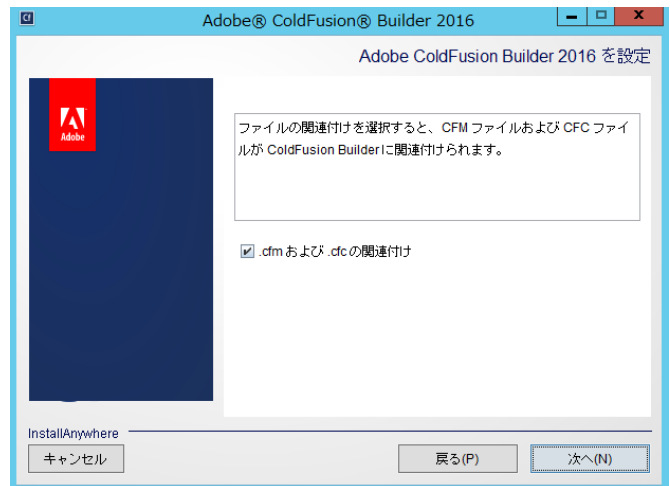 Cf
Adobe® ColdFusion® Builder 2016
Adobe ColdFusion Builder 2016 を設定
Adobe
ファイルの関連付けを選択すると、CFM ファイルおよび CFC ファイ
ルが ColdFusion Builderに関連付けられます。
.cfm および .cfc の関連付け
InstallAnywhere
キャンセル
戻る(P)
次へ(N)